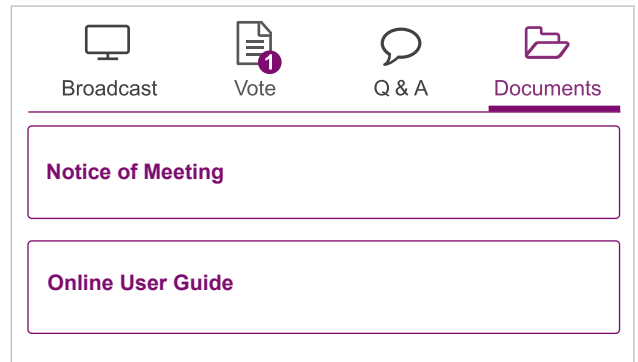 1
Broadcast Vote Q & A Documents
Notice of Meeting
Online User Guide